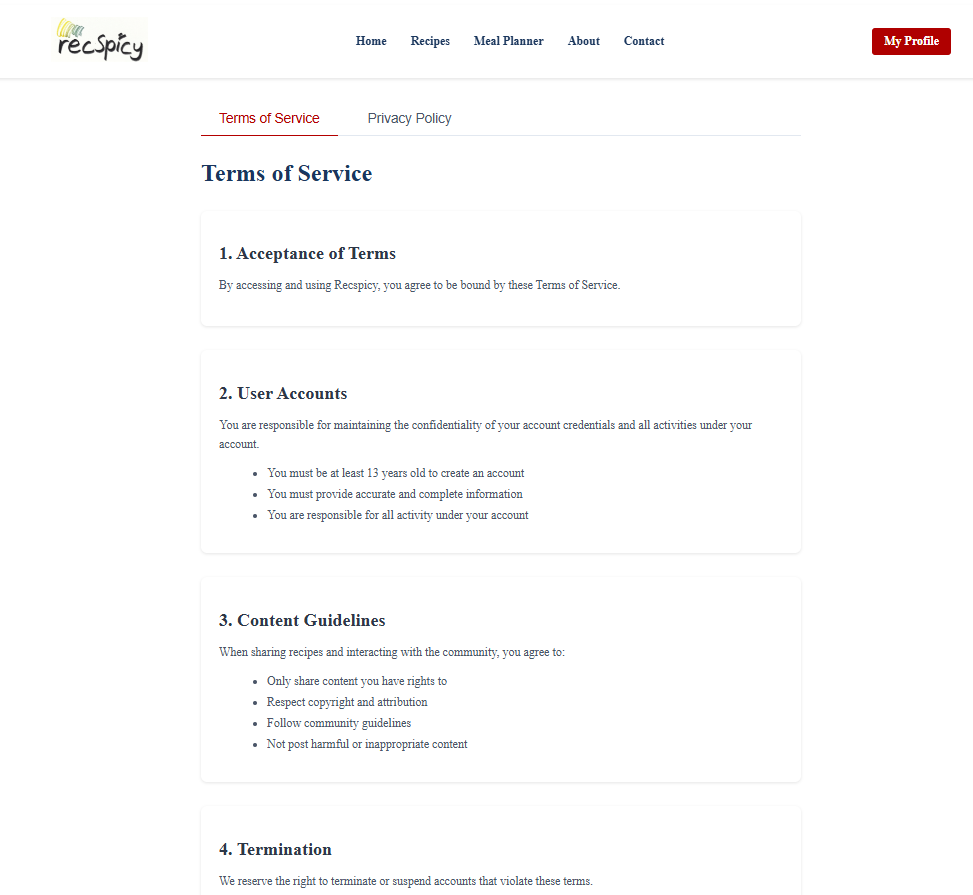 recspicy
Home Recipes Meal Planner About Contact
My Profile
Terms of Service Privacy Policy
Terms of Service
1. Acceptance of Terms
By accessing and using Recspicy, you agree to be bound by these Terms of Service.
2. User Accounts
You are responsible for maintaining the confidentiality of your account credentials and all activities under your
account.
• You must be at least 13 years old to create an account
• You must provide accurate and complete information
• You are responsible for all activity under your account
3. Content Guidelines
When sharing recipes and interacting with the community, you agree to:
• Only share content you have rights to
• Respect copyright and attribution
• Follow community guidelines
• Not post harmful or inappropriate content
4. Termination
We reserve the right to terminate or suspend accounts that violate these terms.